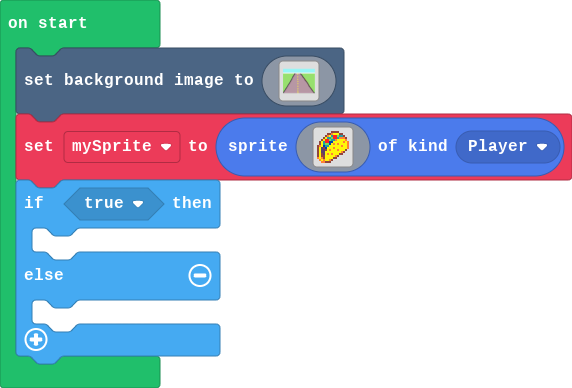 on start
set background image to
set mySprite to sprite of kind Player
if true then
else